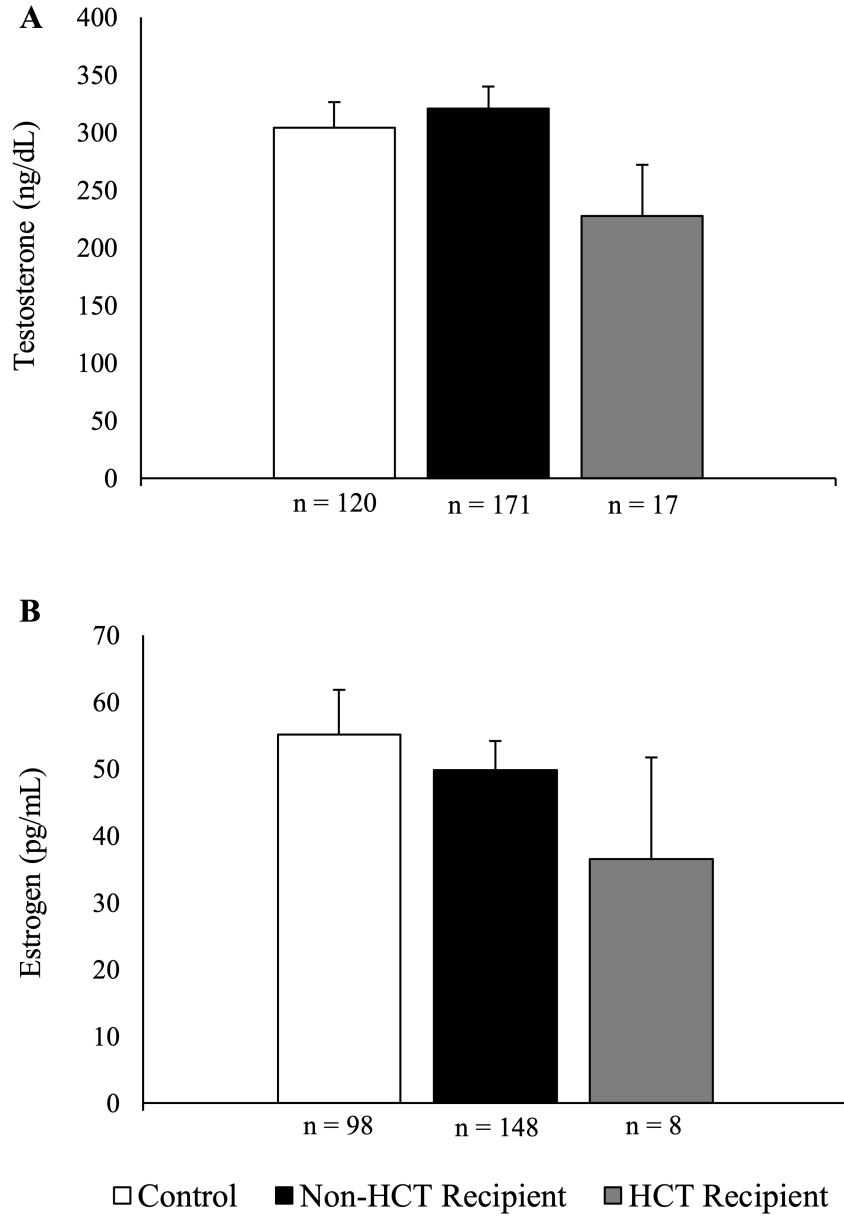 A
400
350
300
250
200
150
100
50
0
Testosterone (ng/dL)
n = 120 n = 171 n = 17
B
70
60
50
40
30
20
10
0
Estrogen (pg/mL)
n = 98 n = 148 n = 8
Control Non-HCT Recipient HCT Recipient